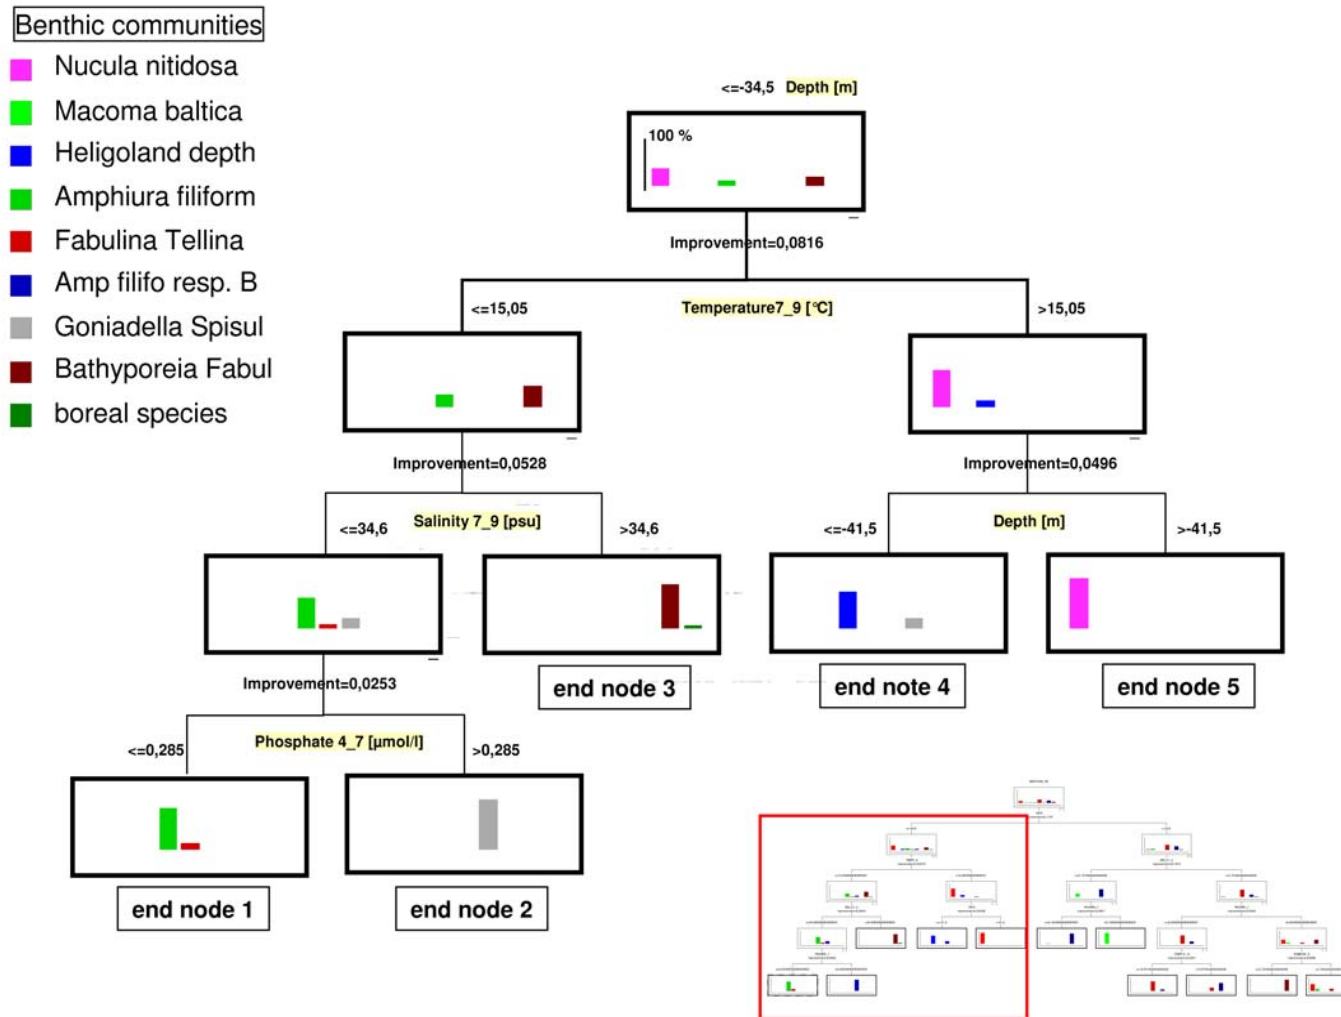 Benthic communities
Nucula nitidosa
Macoma baltica
Heligoland depth
Amphiura filiform
Fabulina Tellina
Amp filifo resp. B
Goniadella Spisul
Bathyporeia Fabul
boreal species
<=-34,5 Depth [m]
100 %
Improvement=0,0816
<=15,05 Temperature7_9 [°C] >15,05
Improvement=0,0528 Improvement=0,0496
<=34,6 Salinity 7_9 [psu] >34,6 <=-41,5 Depth [m] >-41,5
end node 3 end note 4 end node 5
Improvement=0,0253
<=0,285 Phosphate 4_7 [µmol/l] >0,285
end node 1 end node 2